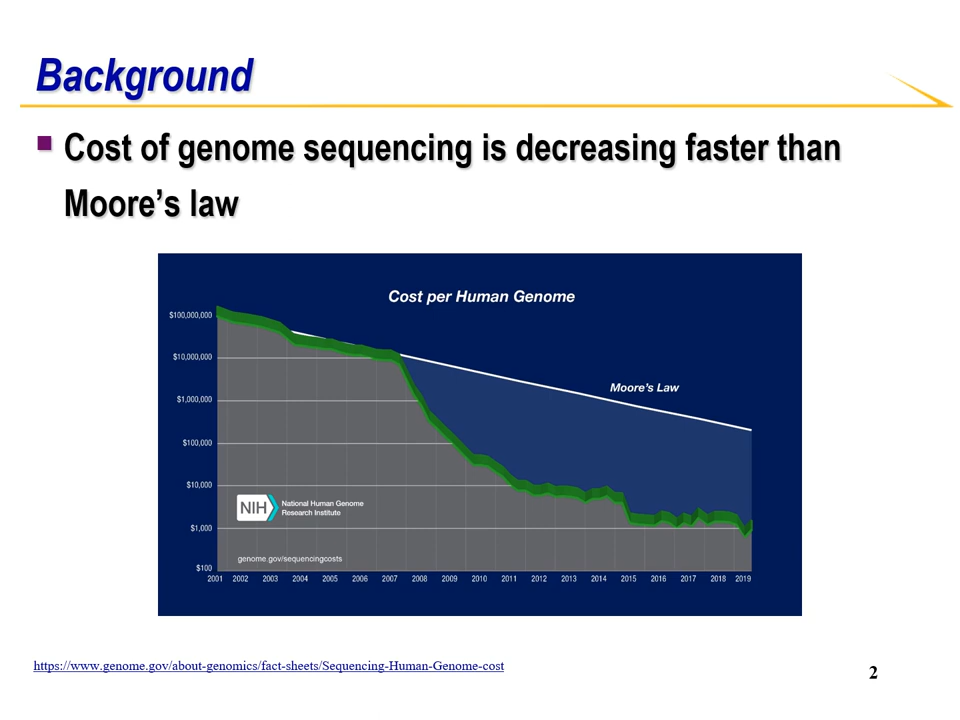 Background
Cost of genome sequencing is decreasing faster than
Moore’s law
Cost per Human Genome
$100,000,000
$10,000,000
Moore’s Law
$1,000,000
$100,000
$10,000
NIH
National Human Genome
Research Institute
$1,000
genome.gov/sequencingcosts
$100
2001 2002 2003 2004 2005 2006 2007 2008 2009 2010 2011 2012 2013 2014 2015 2016 2017 2018 2019
https://www.genome.gov/about-genomics/fact-sheets/Sequencing-Human-Genome-cost
2